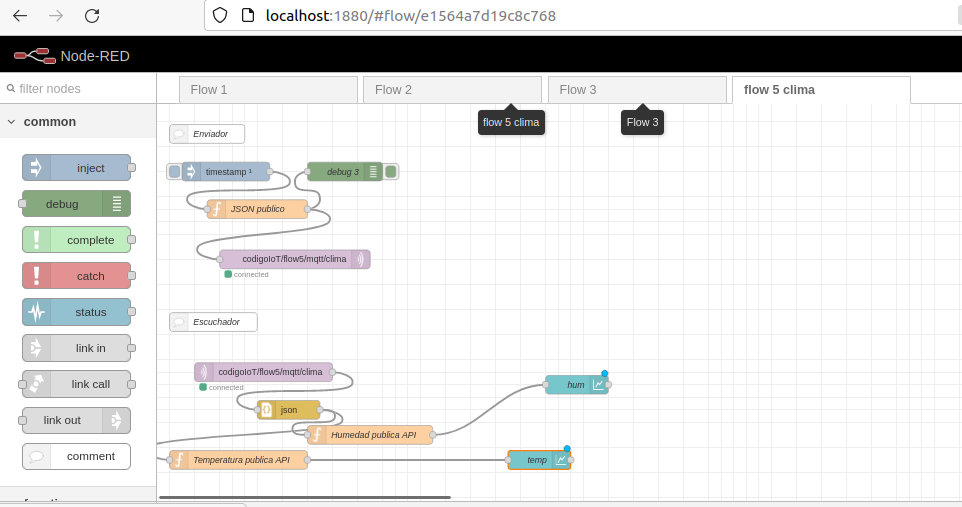 localhost:1880/#flow/e1564a7d19c8c768
Node-RED
filter nodes
Flow 1
Flow 2
Flow 3
flow 5 clima
flow 5 clima
Flow 3
common
inject
debug
complete
catch
status
link in
link call
link out
comment
Enviador
timestamp ¹
debug 3
JSON publico
codigoIoT/flow5/mqtt/clima
connected
Escuchador
codigoIoT/flow5/mqtt/clima
connected
json
hum
Humedad publica API
Temperatura publica API
temp